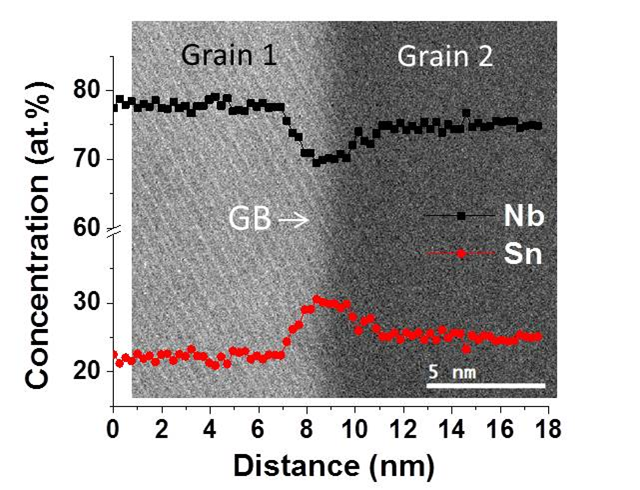 Grain 1
Grain 2
80
70
60
30
20
Concentration (at.%)
GB
Nb
Sn
5 nm
0 2 4 6 8 10 12 14 16 18
Distance (nm)